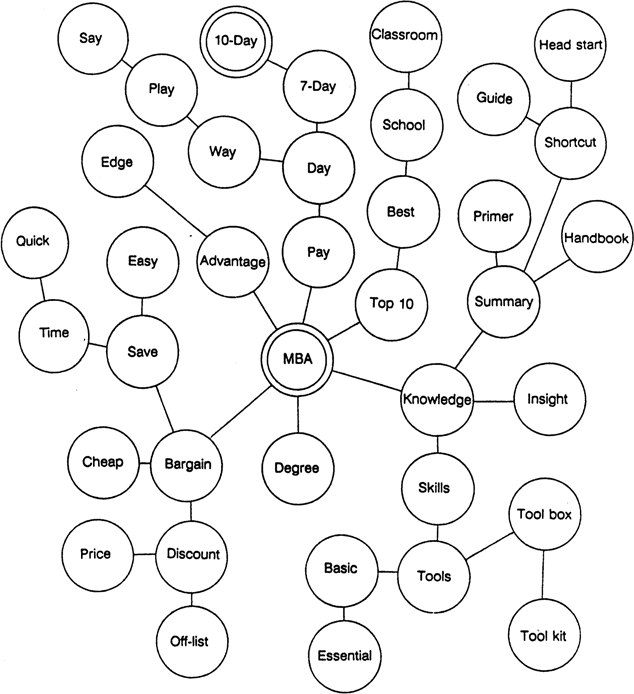 Say
10-Day
Classroom
Head start
Play
7-Day
Guide
School
Shortcut
Edge
Way
Day
Best
Primer
Quick
Easy
Advantage
Pay
Handbook
Top 10
Summary
Time
Save
MBA
Knowledge
Insight
Cheap
Bargain
Degree
Skills
Tool box
Price
Discount
Basic
Tools
Off-list
Essential
Tool kit